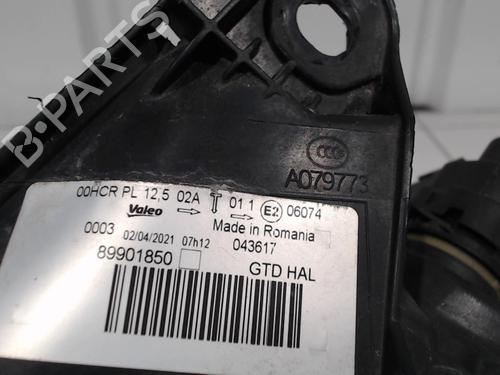 B-PARTS
CCC
A079773
00HCR PL 12,5 02A 01 1 E2 06074
Valeo Made in Romania
0003 02/04/2021 07h12 043617
89901850 GTD HAL